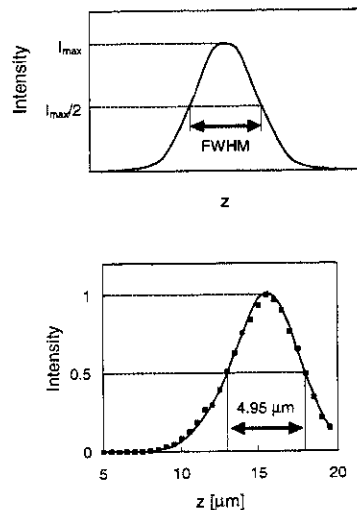 Intensity
Imax
Imax/2
FWHM
z
Intensity
1
0.5
0
4.95 μm
5
10
15
20
z [μm]